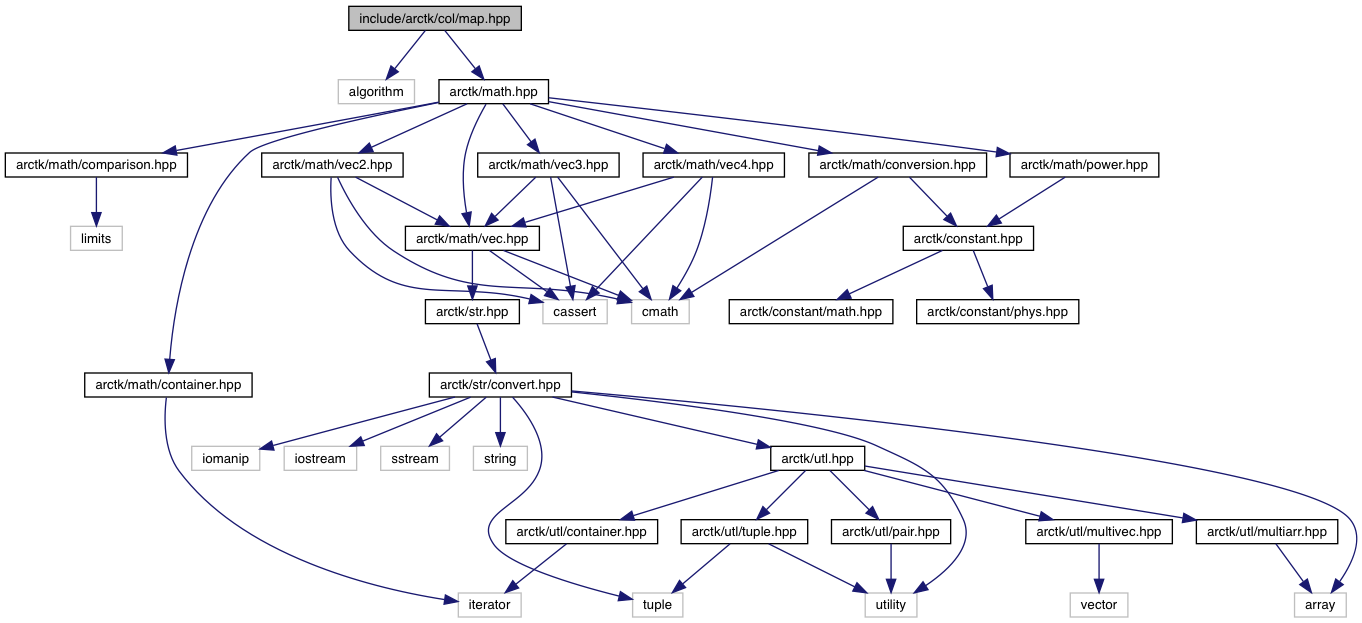 include/arctk/col/map.hpp
algorithm
arctk/math.hpp
arctk/math/comparison.hpp
arctk/math/vec2.hpp
arctk/math/vec3.hpp
arctk/math/vec4.hpp
arctk/math/conversion.hpp
arctk/math/power.hpp
limits
arctk/math/vec.hpp
arctk/constant.hpp
arctk/str.hpp
cassert
cmath
arctk/constant/math.hpp
arctk/constant/phys.hpp
arctk/math/container.hpp
arctk/str/convert.hpp
iomanip
iostream
sstream
string
arctk/utl.hpp
arctk/utl/container.hpp
arctk/utl/tuple.hpp
arctk/utl/pair.hpp
arctk/utl/multivec.hpp
arctk/utl/multiarr.hpp
iterator
tuple
utility
vector
array